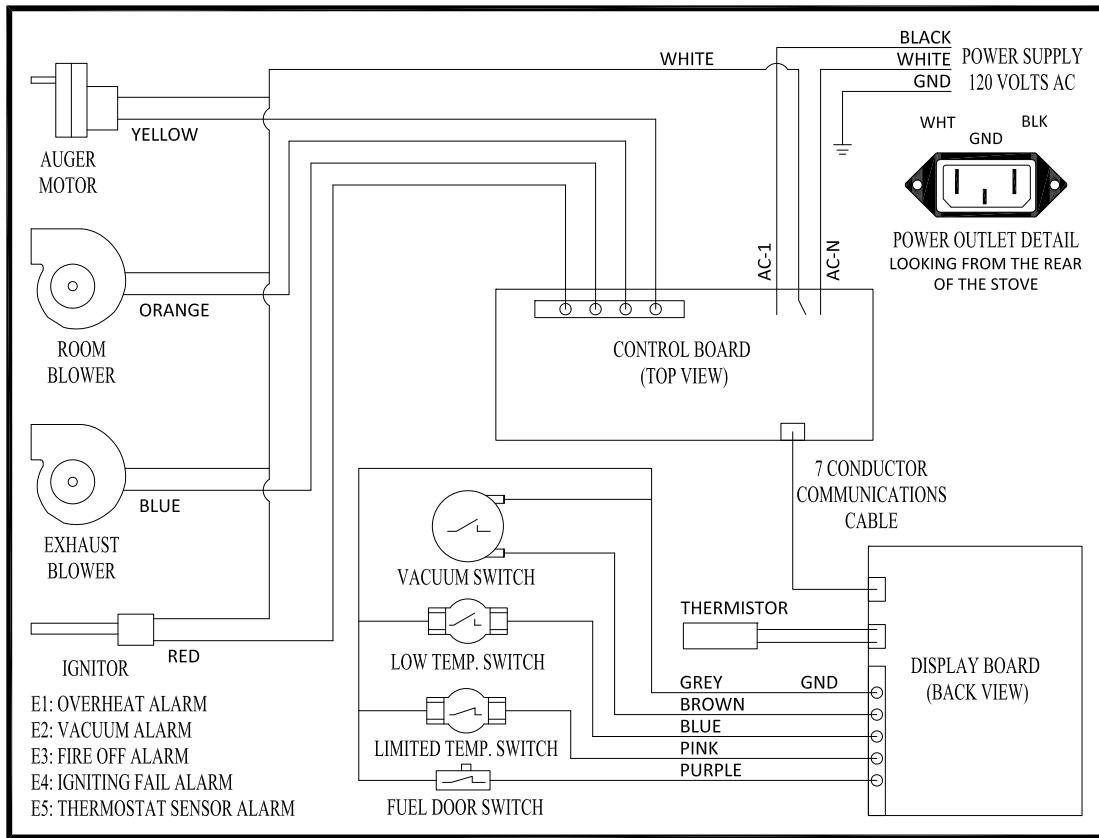 BLACK
WHITE
WHITE
GND
POWER SUPPLY
120 VOLTS AC
YELLOW
AUGER
MOTOR
WHT
GND
BLK
POWER OUTLET DETAIL
LOOKING FROM THE REAR
OF THE STOVE
AC-1
AC-N
ORANGE
ROOM
BLOWER
CONTROL BOARD
(TOP VIEW)
BLUE
EXHAUST
BLOWER
7 CONDUCTOR
COMMUNICATIONS
CABLE
VACUUM SWITCH
THERMISTOR
RED
IGNITOR
LOW TEMP. SWITCH
DISPLAY BOARD
(BACK VIEW)
GREY
GND
BROWN
BLUE
PINK
PURPLE
LIMITED TEMP. SWITCH
FUEL DOOR SWITCH
E1: OVERHEAT ALARM
E2: VACUUM ALARM
E3: FIRE OFF ALARM
E4: IGNITING FAIL ALARM
E5: THERMOSTAT SENSOR ALARM